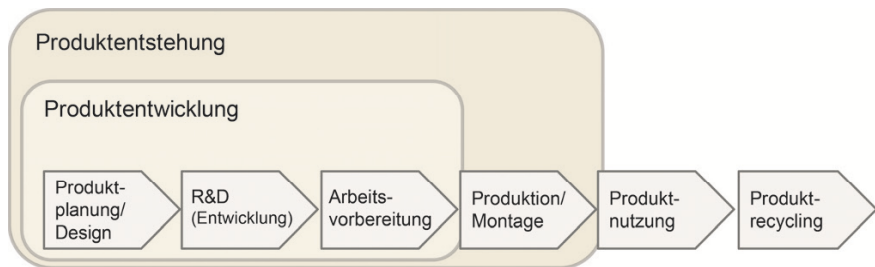 Produktentstehung
Produktentwicklung
Produkt-
planung/
Design
R&D
(Entwicklung)
Arbeits-
vorbereitung
Produktion/
Montage
Produkt-
nutzung
Produkt-
recycling